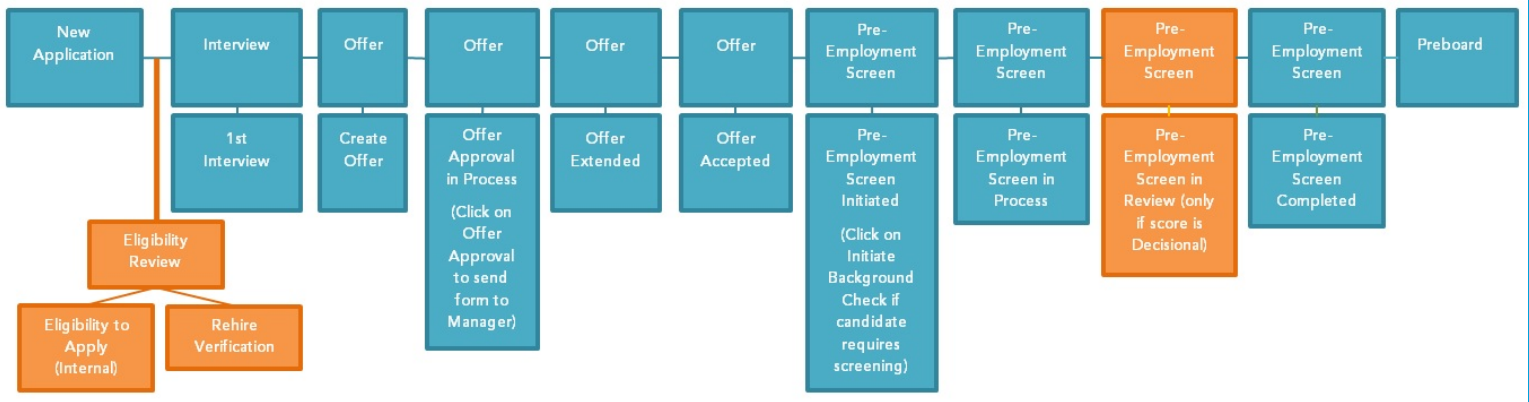 New
Application
Interview
Offer
Offer
Offer
Offer
Pre-
Employment
Screen
Pre-
Employment
Screen
Pre-
Employment
Screen
Pre-
Employment
Screen
Preboard
1st
Interview
Create
Offer
Offer
Approval
in Process
(Click on
Offer
Approval
to send
form to
Manager)
Offer
Extended
Offer
Accepted
Pre-
Employment
Screen
Initiated
(Click on
Initiate
Background
Check if
candidate
requires
screening)
Pre-
Employment
Screen in
Process
Pre-
Employment
Screen in
Review (only
if score is
Decisional)
Pre-
Employment
Screen
Completed
Eligibility
Review
Eligibility to
Apply
(Internal)
Rehire
Verification